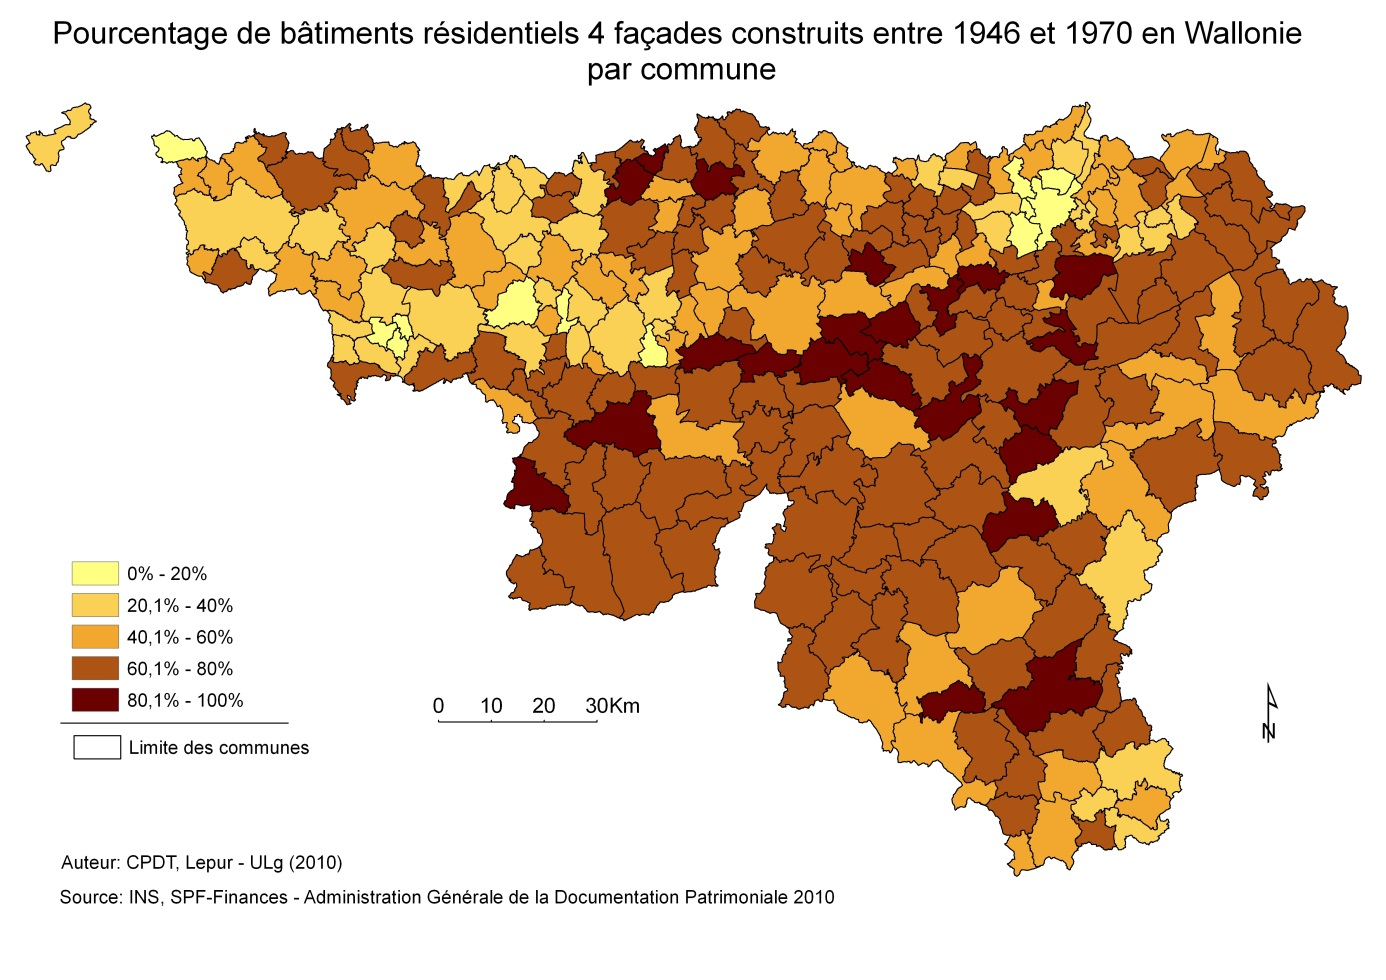 Pourcentage de bâtiments résidentiels 4 façades construits entre 1946 et 1970 en Wallonie
par commune
0% - 20%
20,1% - 40%
40,1% - 60%
60,1% - 80%
80,1% - 100%
Limite des communes
0 10 20 30Km
N
Auteur: CPDT, Lepur - ULg (2010)
Source: INS, SPF-Finances - Administration Générale de la Documentation Patrimoniale 2010